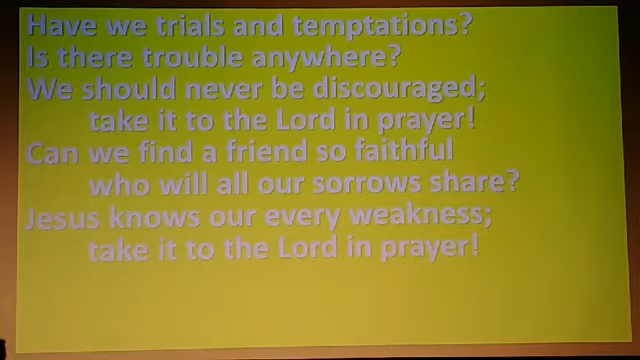 Have we trials and temptations?
Is there trouble anywhere?
We should never be discouraged;
take it to the Lord in prayer!
Can we find a friend so faithful
who will all our sorrows share?
Jesus knows our every weakness;
take it to the Lord in prayer!